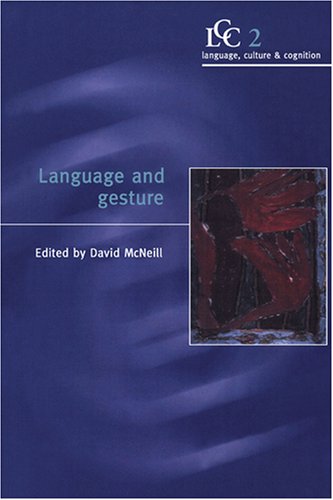 LCC 2
language, culture & cognition
Language and
gesture
Edited by David McNeill